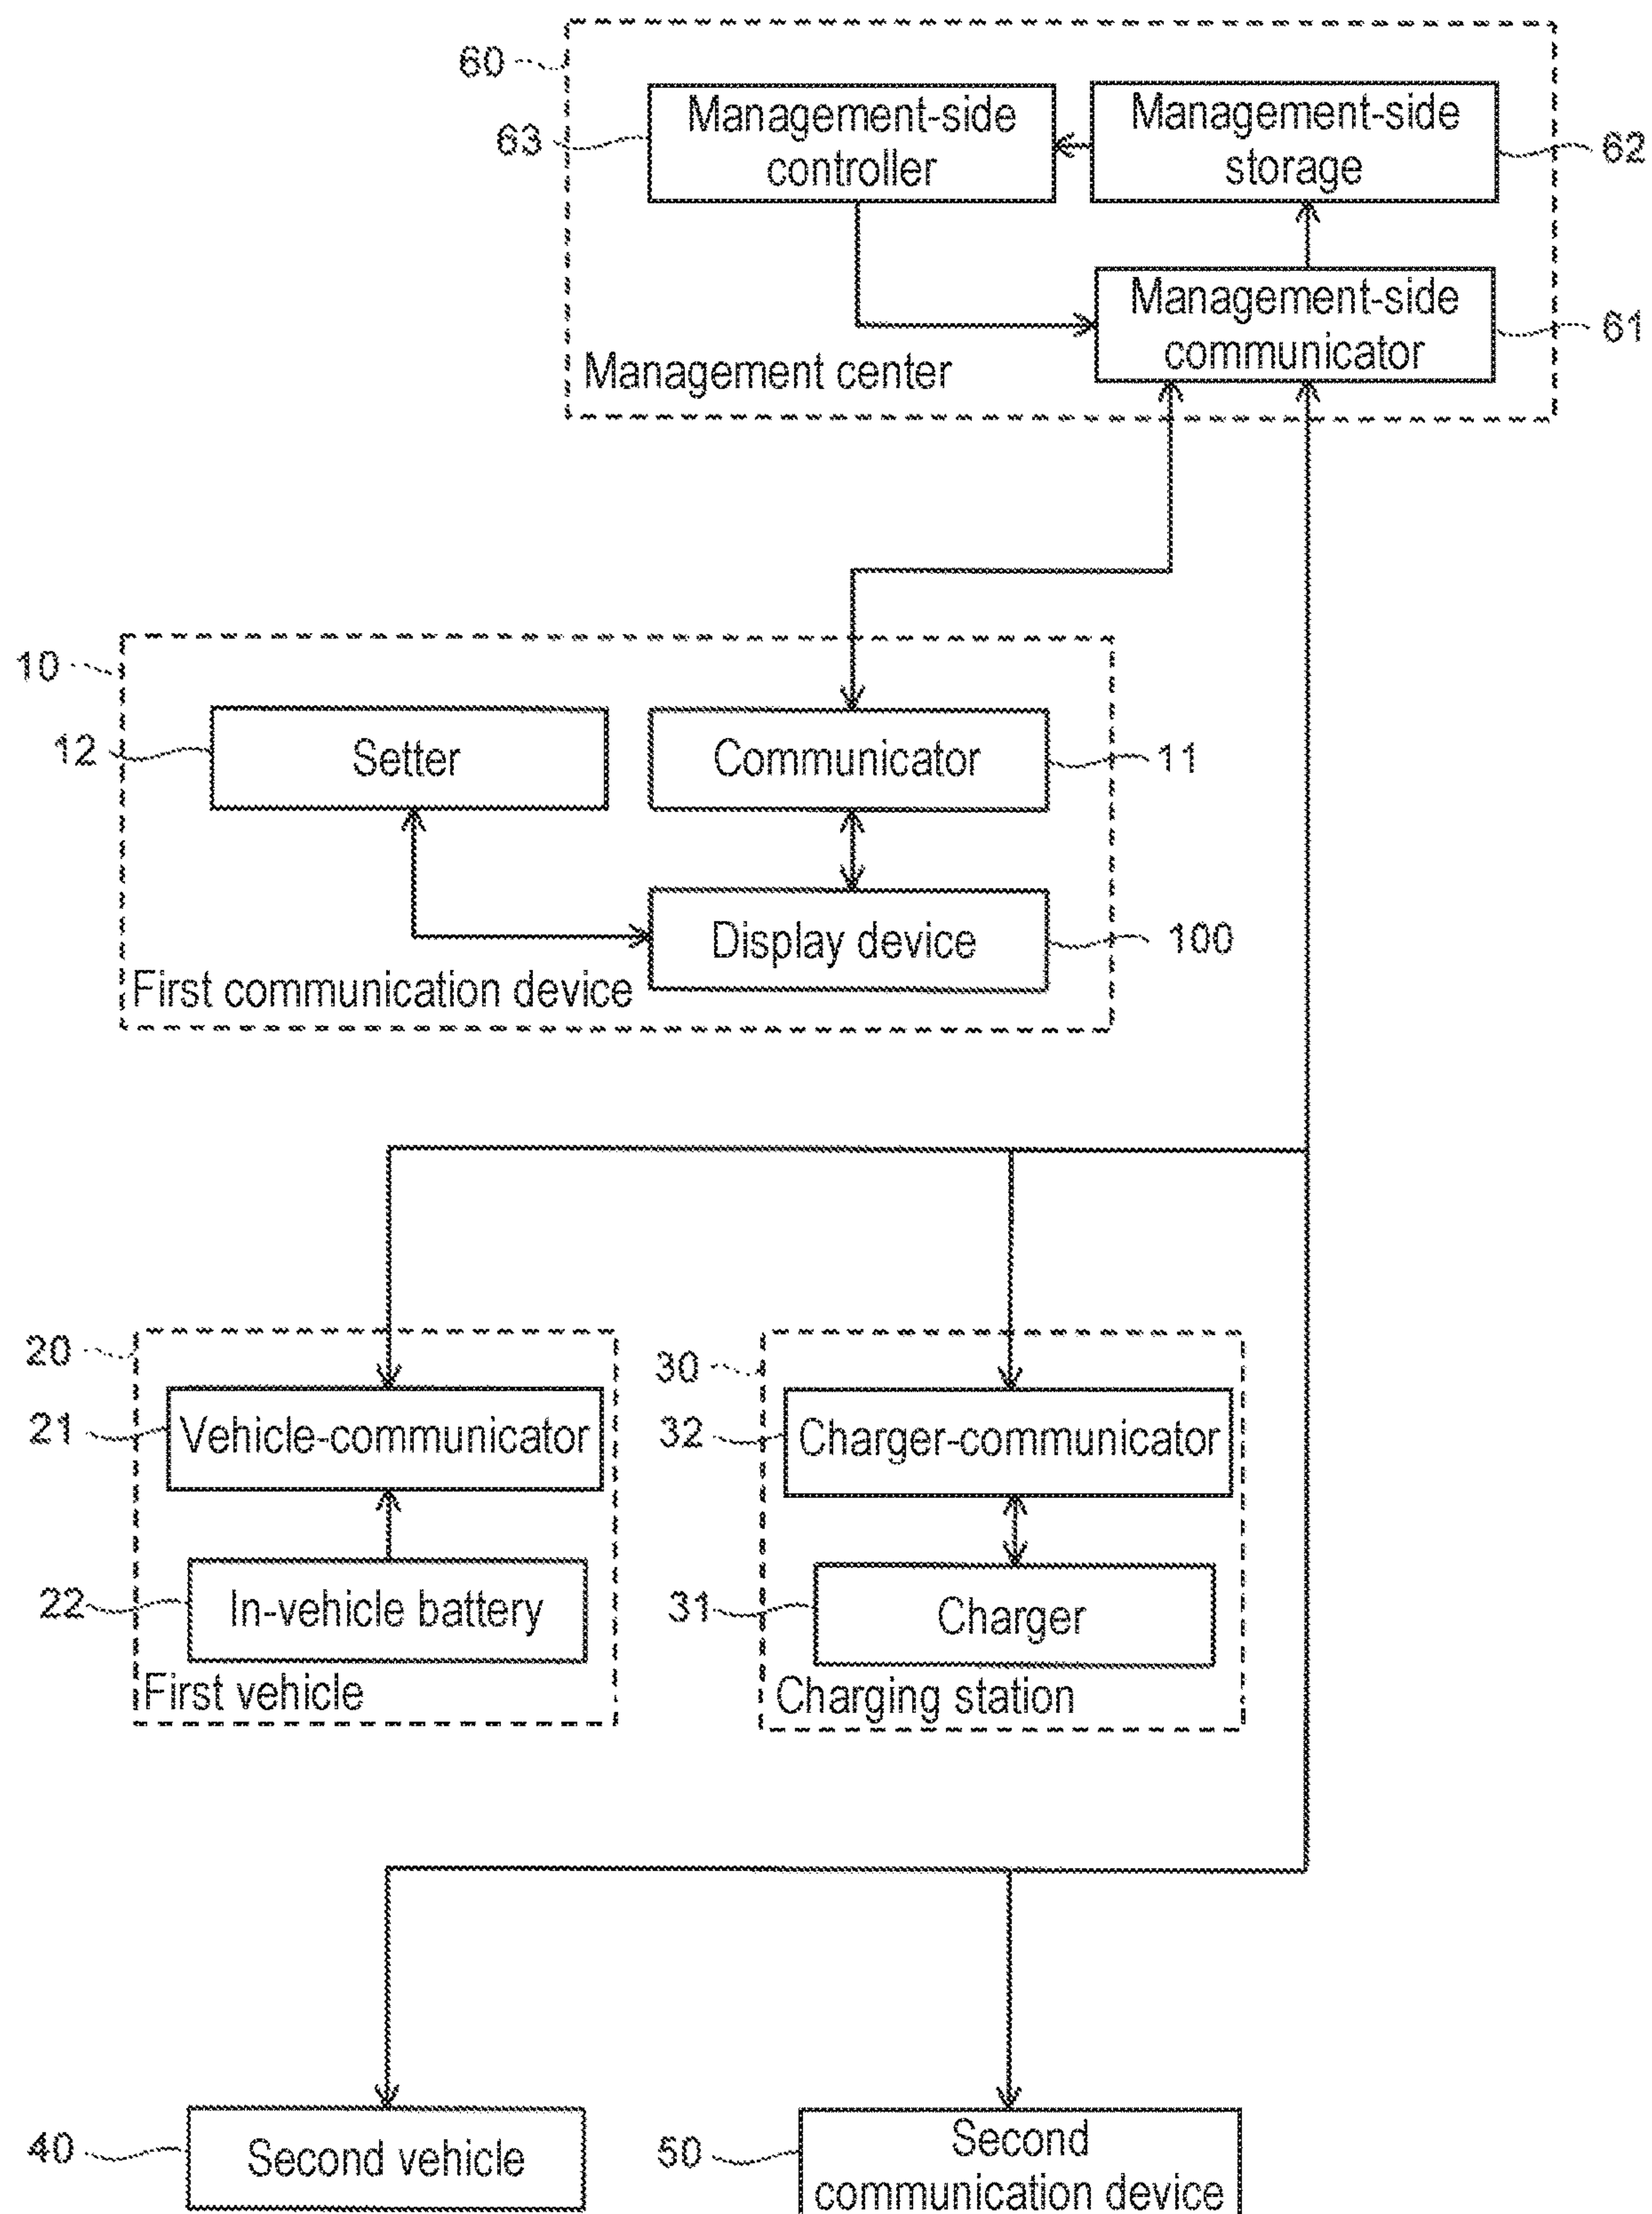 60
63
Management-side
controller
Management-side
storage
62
Management-side
communicator
61
Management center
10
12
Setter
Communicator
11
Display device
100
First communication device
20
21
Vehicle-communicator
22
In-vehicle battery
First vehicle
30
32
Charger-communicator
31
Charger
Charging station
40
Second vehicle
50
Second
communication device